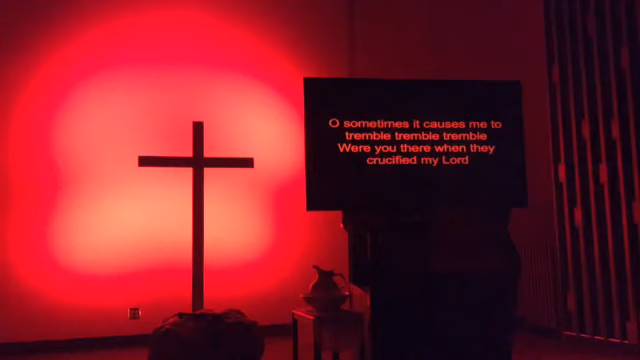 O sometimes it causes me to
tremble tremble tremble
Were you there when they
crucified my Lord